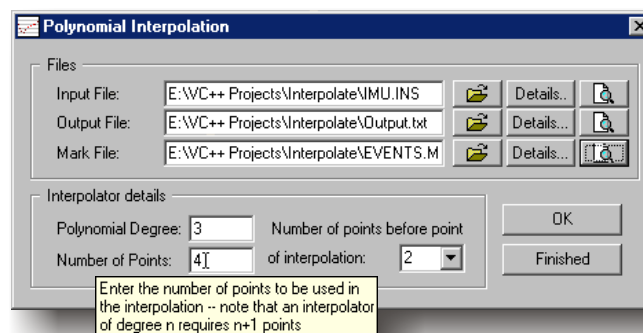 Polynomial Interpolation
Files
Input File: E:\VC++ Projects\Interpolate\IMU.INS Details..
Output File: E:\VC++ Projects\Interpolate\Output.txt Details...
Mark File: E:\VC++ Projects\Interpolate\EVENTS.M Details...
Interpolator details
Polynomial Degree: 3 Number of points before point
Number of Points: 4 of interpolation: 2
OK
Finished
Enter the number of points to be used in
the interpolation -- note that an interpolator
of degree n requires n+1 points